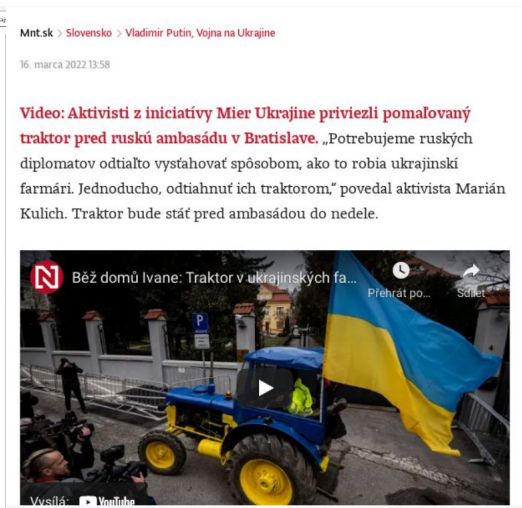 Mnt.sk > Slovensko > Vladimir Putin, Vojna na Ukrajine
16. marca 2022 13:58
Video: Aktivisti z iniciatívy Mier Ukrajine priviezli pomaľovaný
traktor pred ruskú ambasádu v Bratislave. „Potrebujeme ruských
diplomatov odtiaľto vysťahovať spôsobom, ako to robia ukrajinskí
farmári. Jednoducho, odtiahnuť ich traktorom,“ povedal aktivista Marián
Kulich. Traktor bude stáť pred ambasádou do nedele.
N
Běž domů Ivane: Traktor v ukrajinských fa...
Přehrát po...
Sdílet
P
Vysílá: YouTube